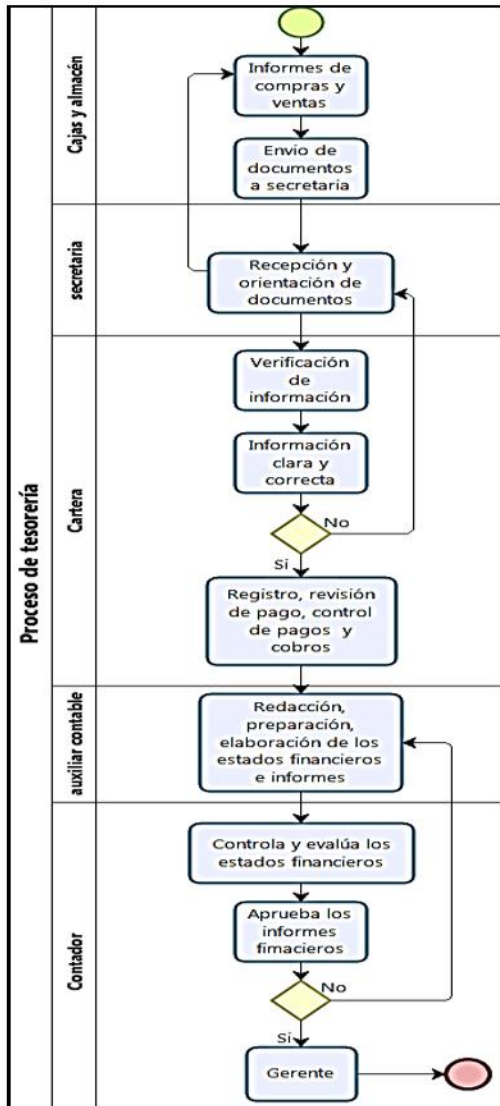 Proceso de tesorería
Cajas y almacén
Informes de
compras y
ventas
Envio de
documentos
a secretaria
secretaria
Recepción y
orientación de
documentos
Cartera
Verificación
de
información
Información
clara y
correcta
No
Si
Registro, revisión
de pago, control
de pagos y
cobros
auxiliar contable
Redacción,
preparación,
elaboración de los
estados financieros
e informes
Contador
Controla y evalúa los
estados financieros
Aprueba los
informes
fimacieros
No
Si
Gerente